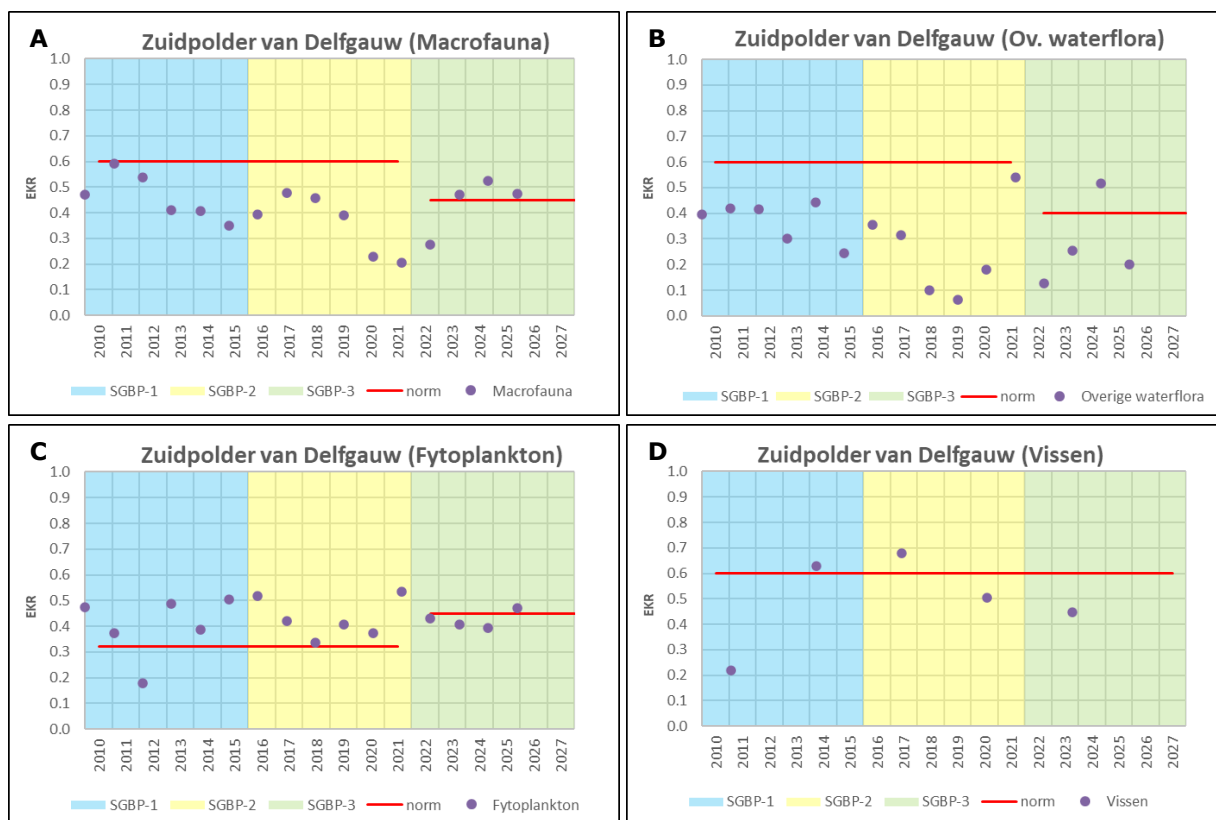 A
Zuidpolder van Delfgauw (Macrofauna)
1.0
0.9
0.8
0.7
0.6
0.5
0.4
0.3
0.2
0.1
0.0
EKR
2010 2011 2012 2013 2014 2015 2016 2017 2018 2019 2020 2021 2022 2023 2024 2025 2026 2027
SGBP-1 SGBP-2 SGBP-3 norm Macrofauna
B
Zuidpolder van Delfgauw (Ov. waterflora)
1.0
0.9
0.8
0.7
0.6
0.5
0.4
0.3
0.2
0.1
0.0
EKR
2010 2011 2012 2013 2014 2015 2016 2017 2018 2019 2020 2021 2022 2023 2024 2025 2026 2027
SGBP-1 SGBP-2 SGBP-3 norm Overige waterflora
C
Zuidpolder van Delfgauw (Fytoplankton)
1.0
0.9
0.8
0.7
0.6
0.5
0.4
0.3
0.2
0.1
0.0
EKR
2010 2011 2012 2013 2014 2015 2016 2017 2018 2019 2020 2021 2022 2023 2024 2025 2026 2027
SGBP-1 SGBP-2 SGBP-3 norm Fytoplankton
D
Zuidpolder van Delfgauw (Vissen)
1.0
0.9
0.8
0.7
0.6
0.5
0.4
0.3
0.2
0.1
0.0
EKR
2010 2011 2012 2013 2014 2015 2016 2017 2018 2019 2020 2021 2022 2023 2024 2025 2026 2027
SGBP-1 SGBP-2 SGBP-3 norm Vissen